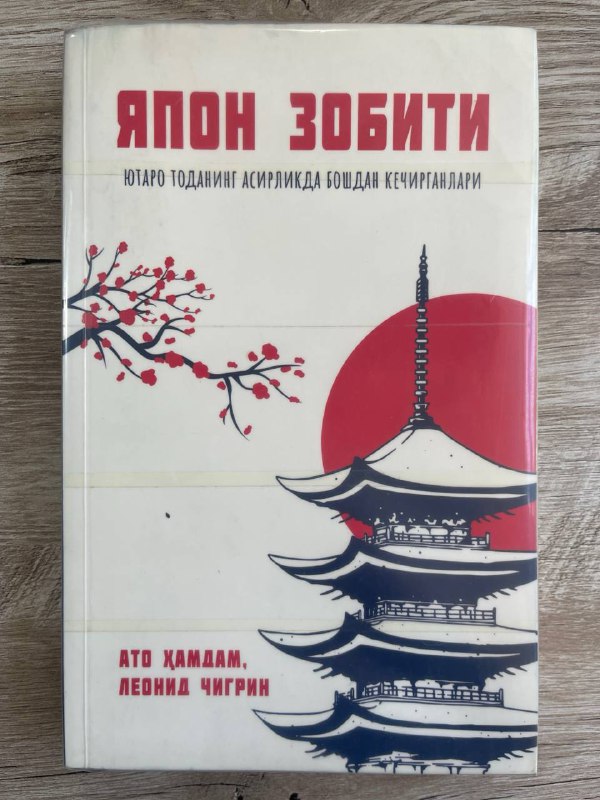 ЯПОН ЗОБИТИ
ЮТАРО ТОДАНИНГ АСИРЛИКДА БОШДАН КЕЧИРГАНЛАРИ
АТО ҲАМДАМ,
ЛЕОНИД ЧИГРИН